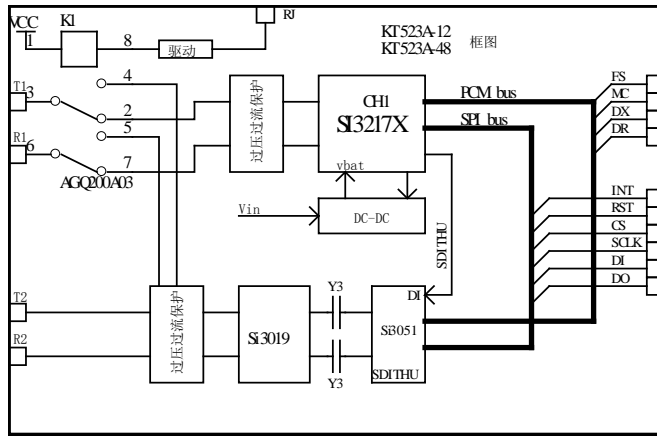 VCC
1
K1
8
驱动
RJ
KT523A-12
KT523A-48
框图
T1
3
4
2
5
R1
6
7
AGQ200A03
过压过流保护
CH1
SI3217X
PCM bus
SPI bus
vbat
Vin
DC-DC
SDITHU
FS
MC
DX
DR
INT
RST
CS
SCLK
DI
DO
T2
R2
过压过流保护
Si3019
Y3
Y3
DI
Si3051
SDITHU